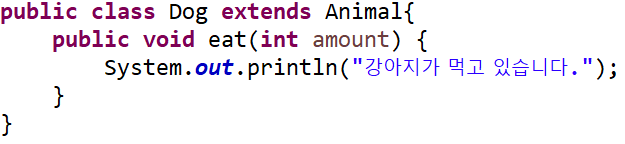 public class Dog extends Animal{
    public void eat(int amount) {
        System.out.println("강아지가 먹고 있습니다.");
    }
}